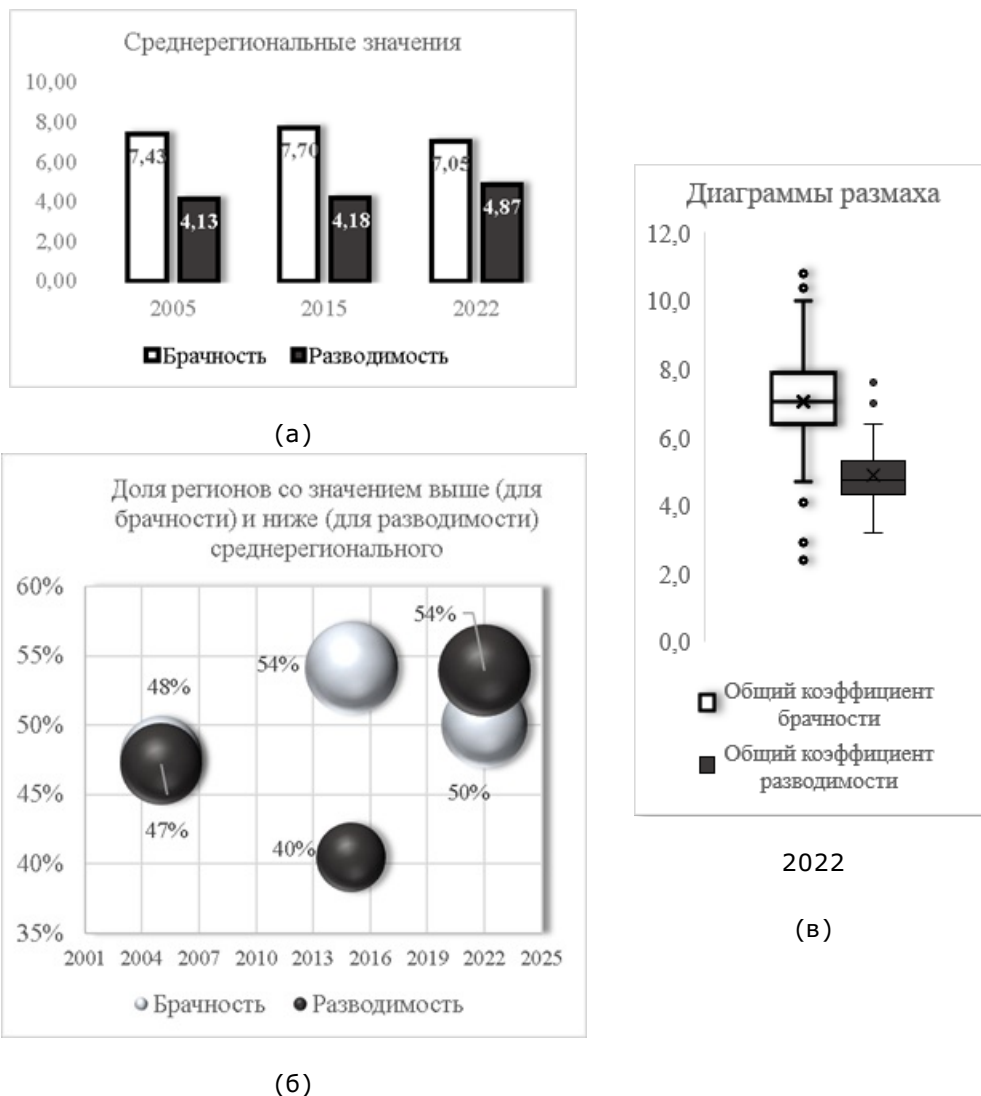 Среднерегиональные значения
10,00
8,00
6,00
4,00
2,00
0,00
7,43
4,13
7,70
4,18
7,05
4,87
2005 2015 2022
Брачность Разводимость
(а)
Доля регионов со значением выше (для
брачности) и ниже (для разводимости)
среднерегионального
60%
55%
50%
45%
40%
35%
48%
47%
54%
40%
54%
50%
2001 2004 2007 2010 2013 2016 2019 2022 2025
Брачность Разводимость
(б)
Диаграммы размаха
12,0
10,0
8,0
6,0
4,0
2,0
0,0
Общий коэффициент
брачности
Общий коэффициент
разводимости
2022
(в)